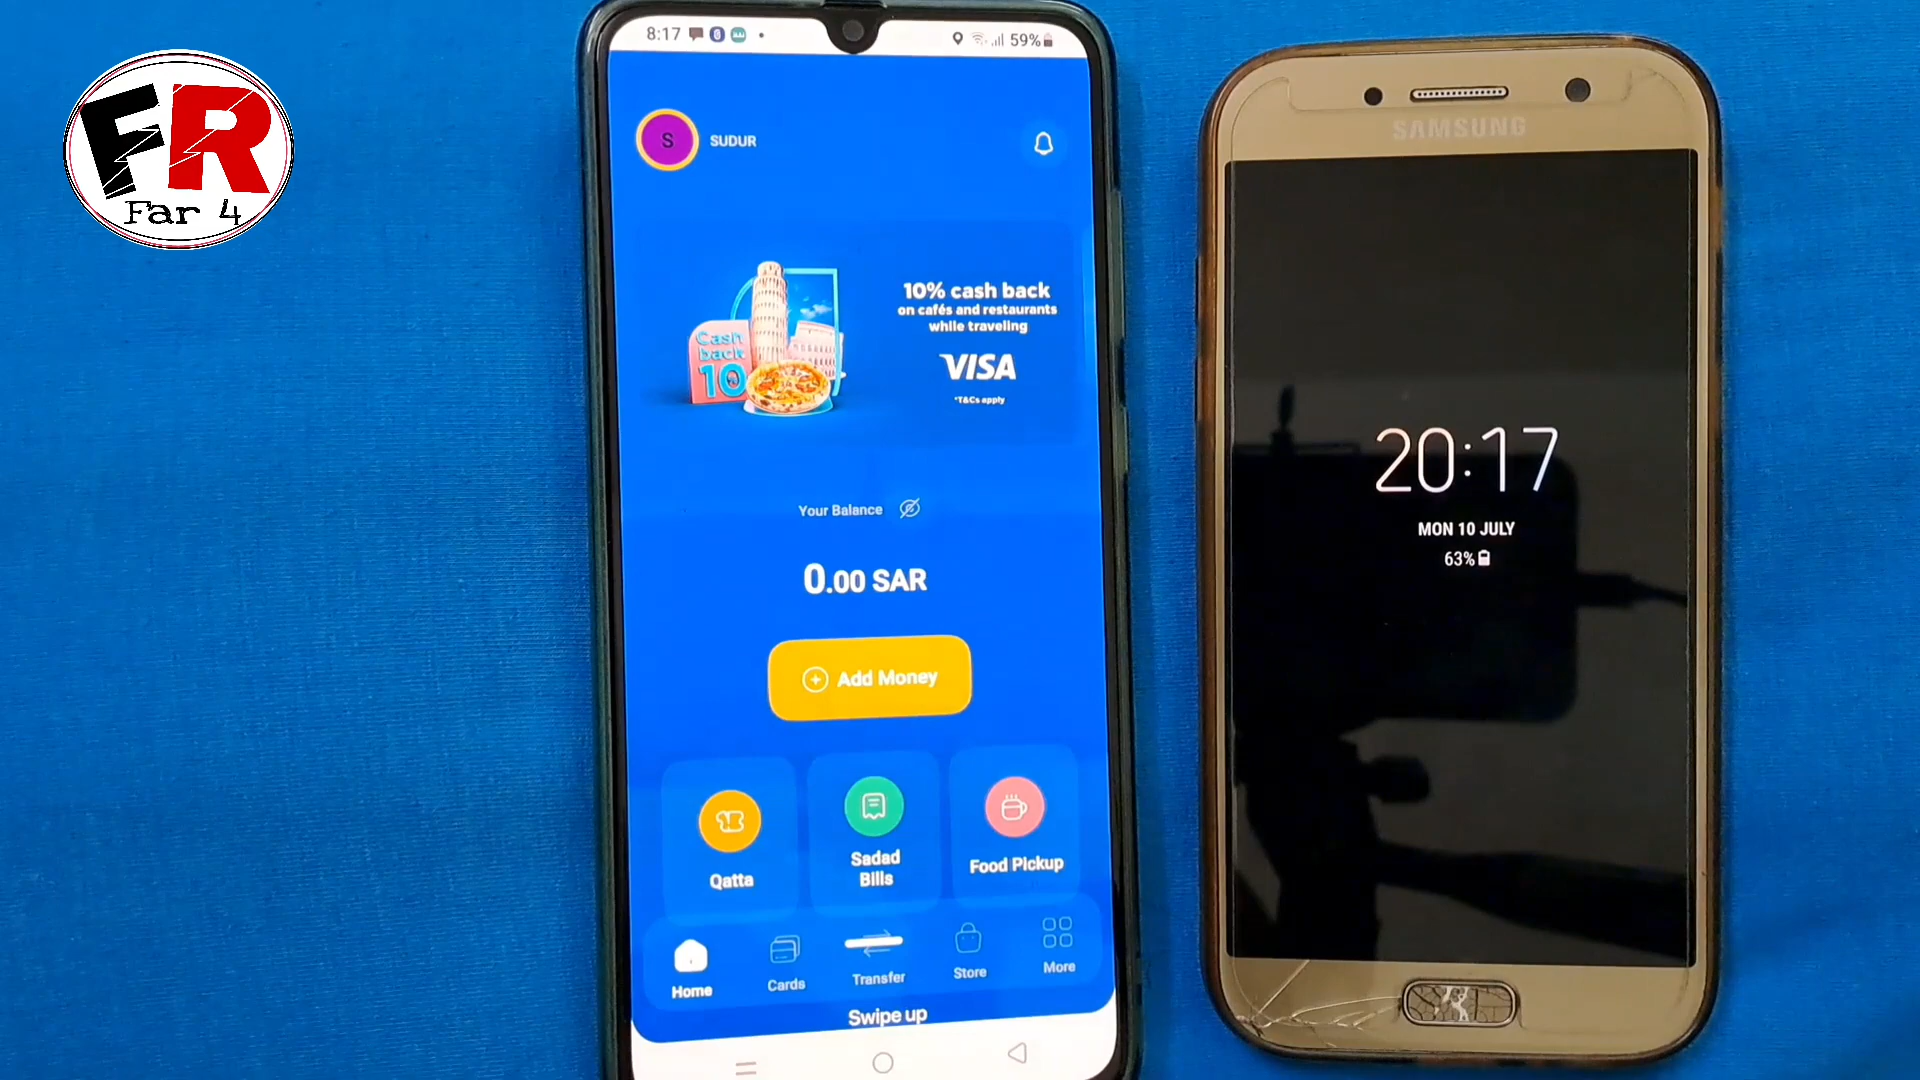 FR
Far 4
8:17
59%
S
SUDUR
Cash
back
10
10% cash back
on cafés and restaurants
while traveling
VISA
*T&Cs apply
Your Balance
0.00 SAR
Add Money
Qatta
Sadad
Bills
Food Pickup
Home
Cards
Transfer
Store
More
Swipe up
SAMSUNG
20:17
MON 10 JULY
63%